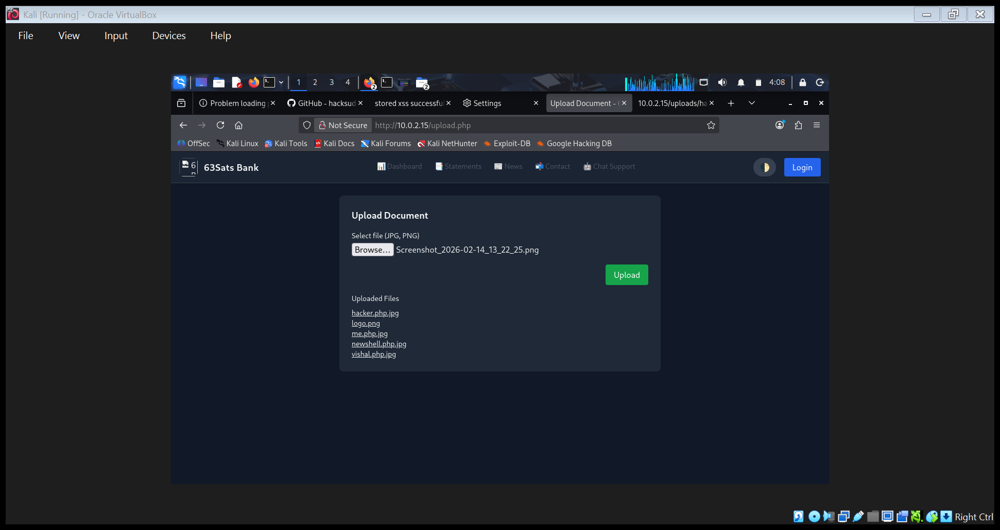 Kali [Running] - Oracle VirtualBox
File View Input Devices Help
1 2 3 4 2 2 4:08
Problem loading GitHub - hacksud stored xss successfu Settings Upload Document - 10.0.2.15/uploads/ha
Not Secure http://10.0.2.15/upload.php
OffSec Kali Linux Kali Tools Kali Docs Kali Forums Kali NetHunter Exploit-DB Google Hacking DB
6 63Sats Bank Dashboard Statements News Contact Chat Support Login
Upload Document
Select file (JPG, PNG)
Browse... Screenshot_2026-02-14_13_22_25.png
Upload
Uploaded Files
hacker.php.jpg
logo.png
me.php.jpg
newshell.php.jpg
vishal.php.jpg
Right Ctrl